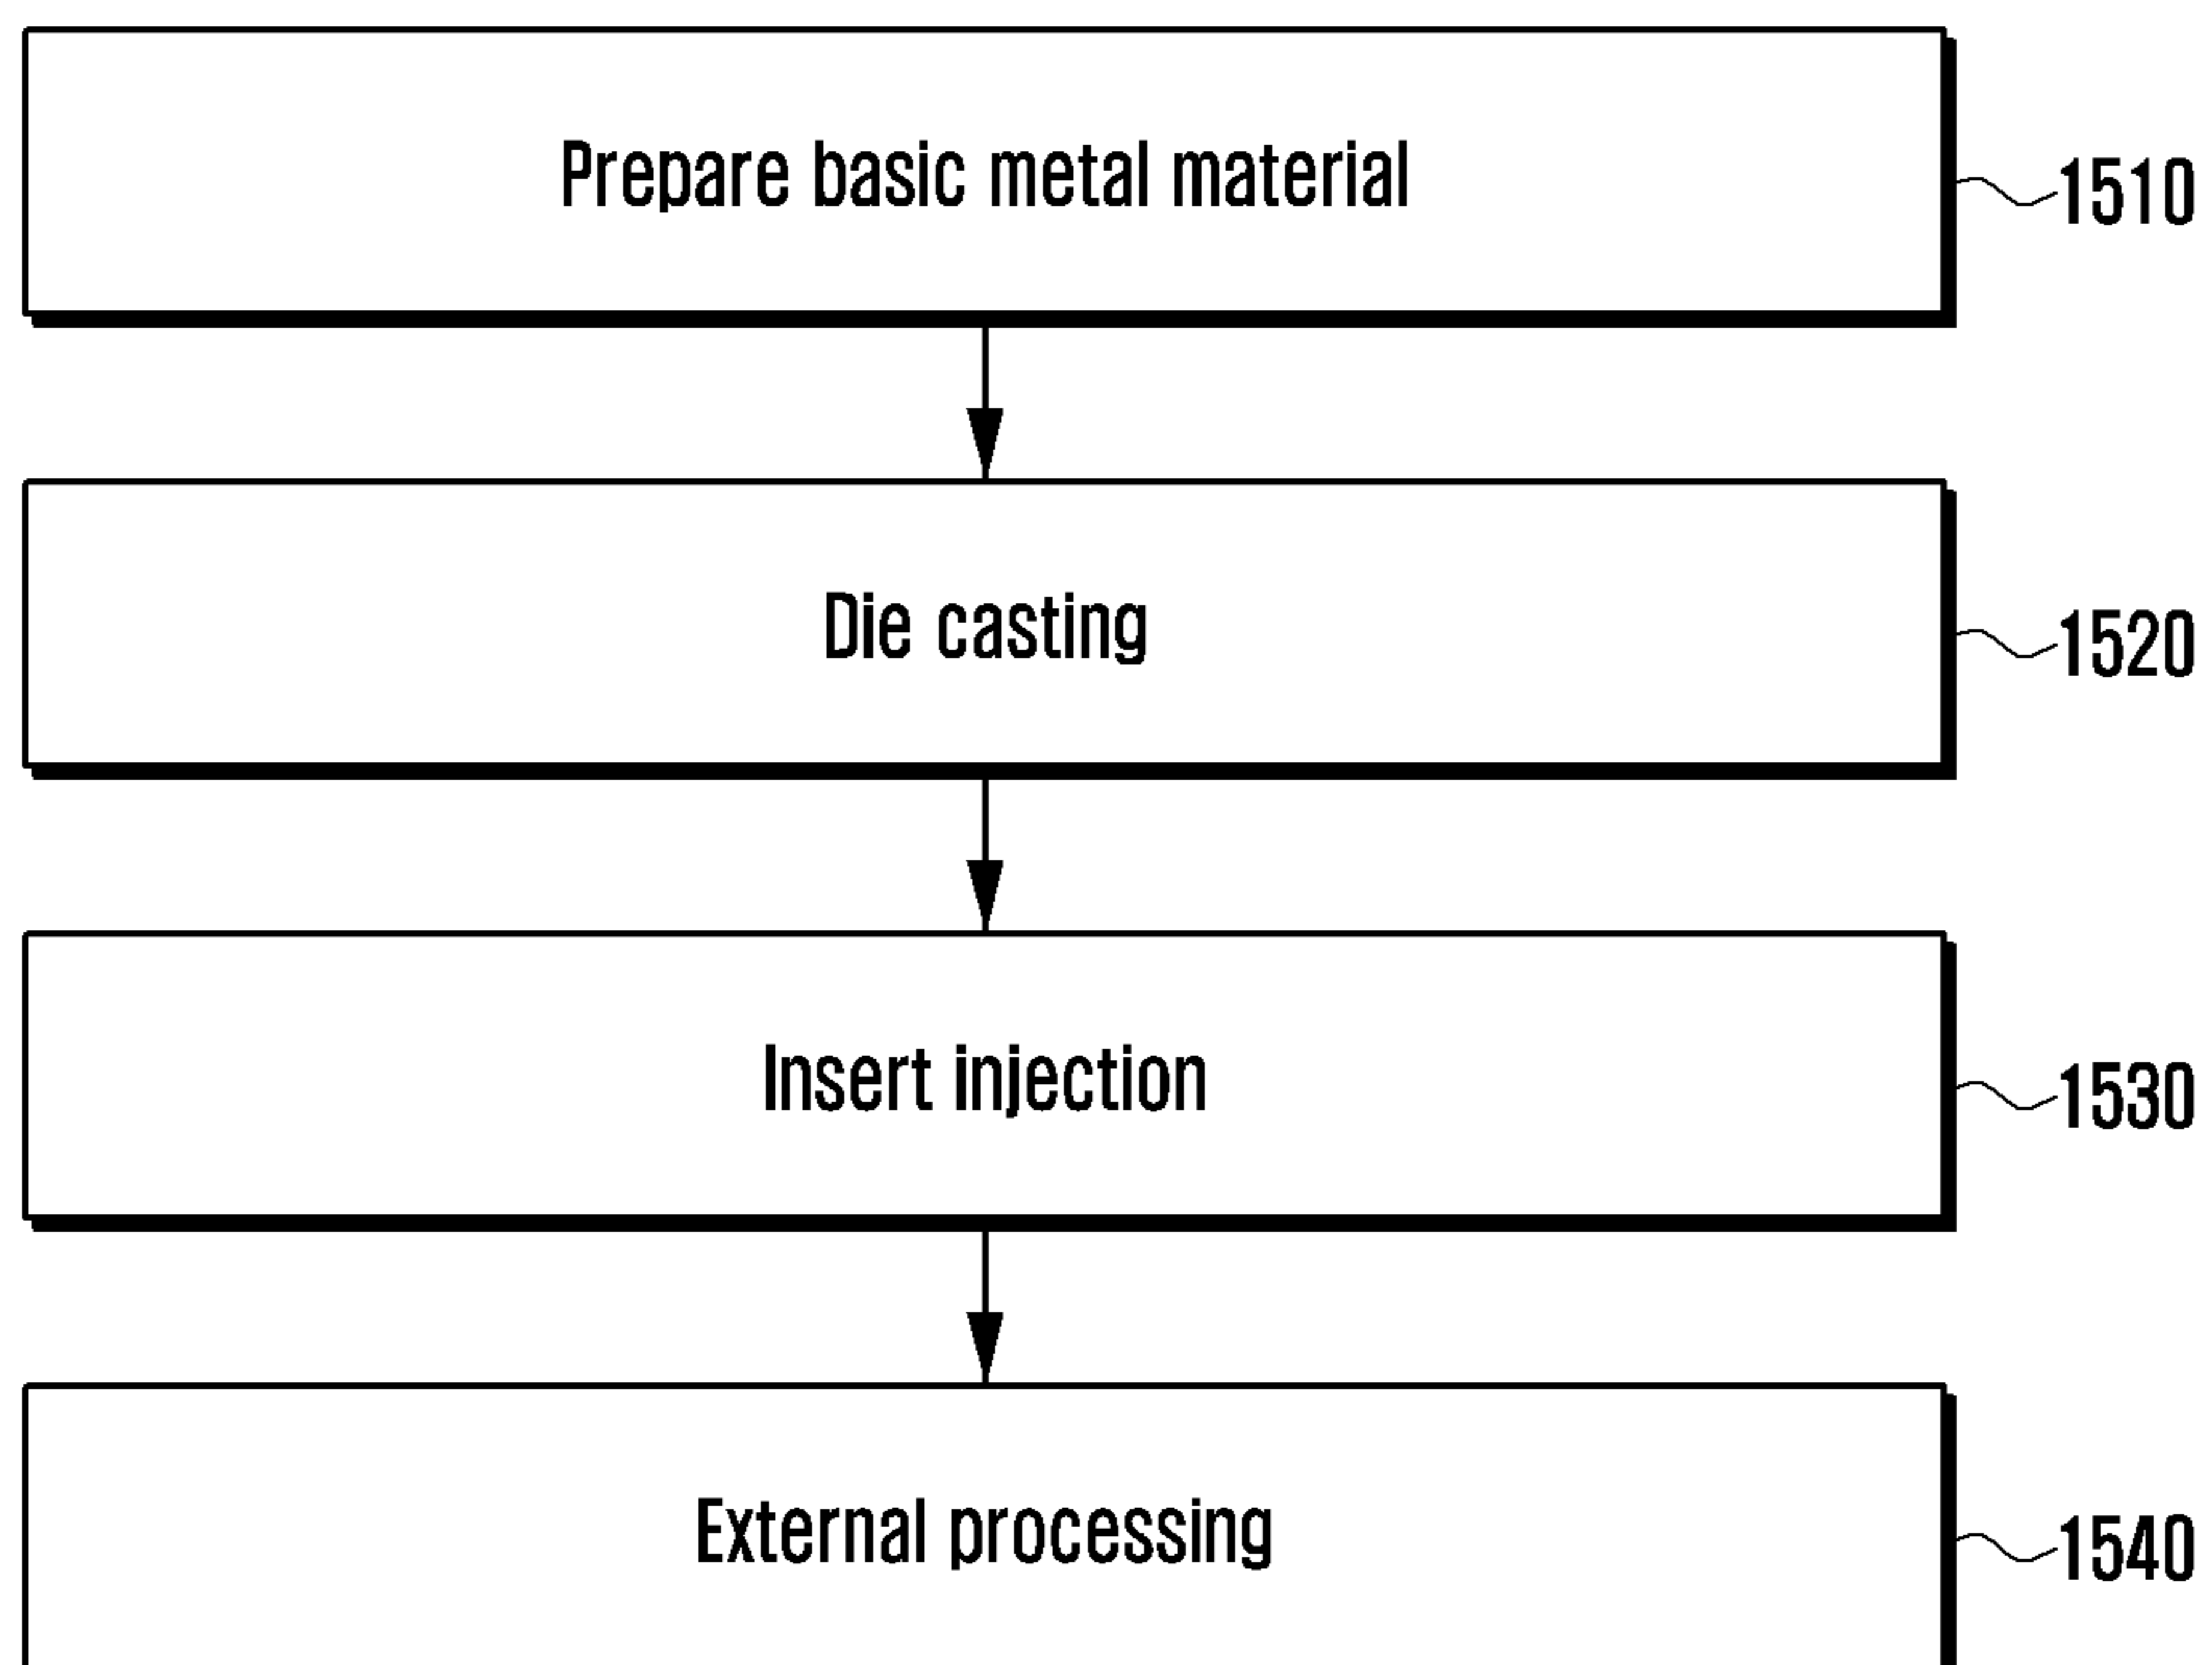 Prepare basic metal material
1510
Die casting
1520
Insert injection
1530
External processing
1540